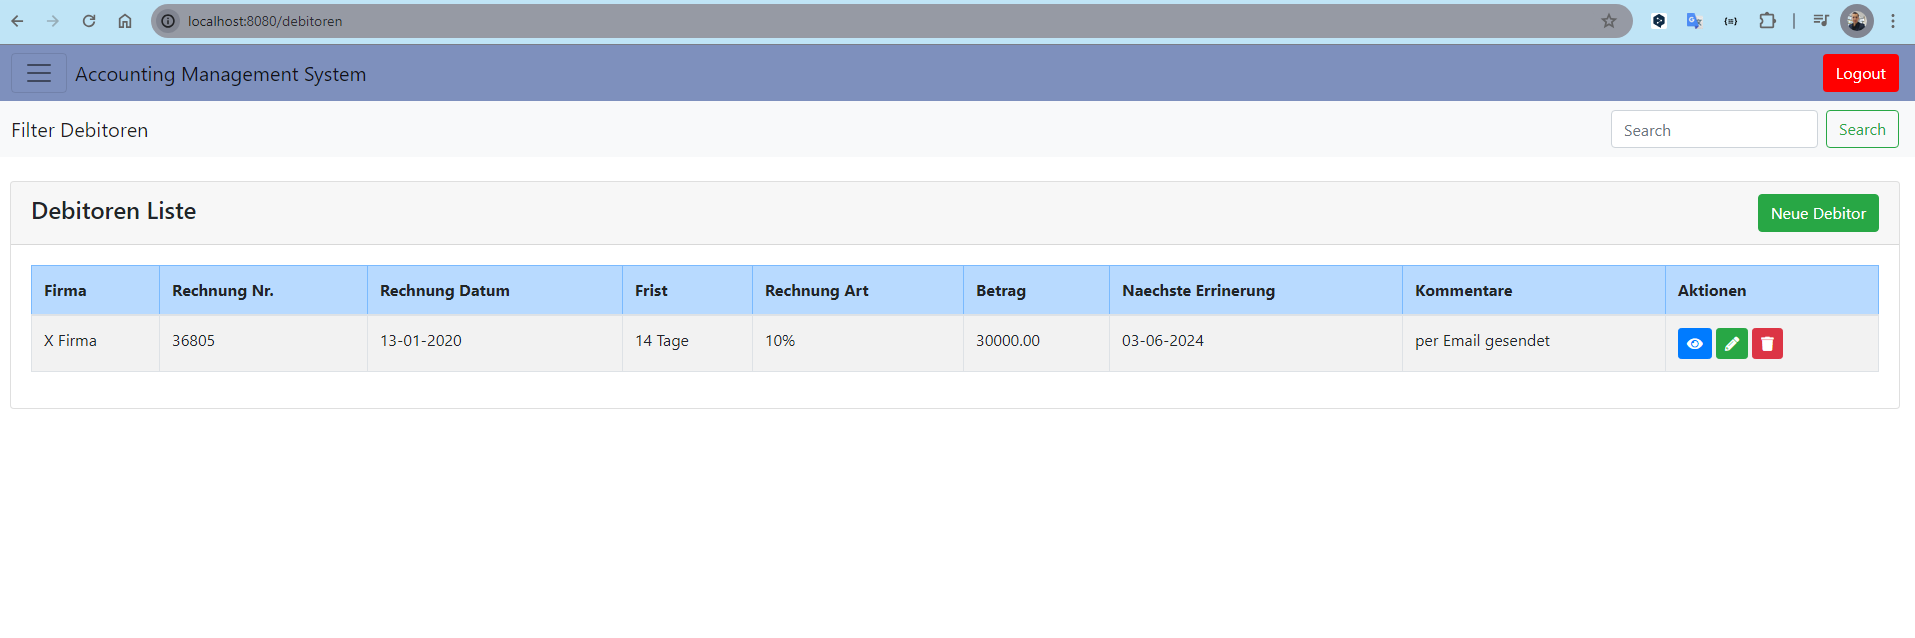 localhost:8080/debitoren
Accounting Management System Logout
Filter Debitoren Search Search
Debitoren Liste Neue Debitor
Firma Rechnung Nr. Rechnung Datum Frist Rechnung Art Betrag Naechste Errinerung Kommentare Aktionen
X Firma 36805 13-01-2020 14 Tage 10% 30000.00 03-06-2024 per Email gesendet